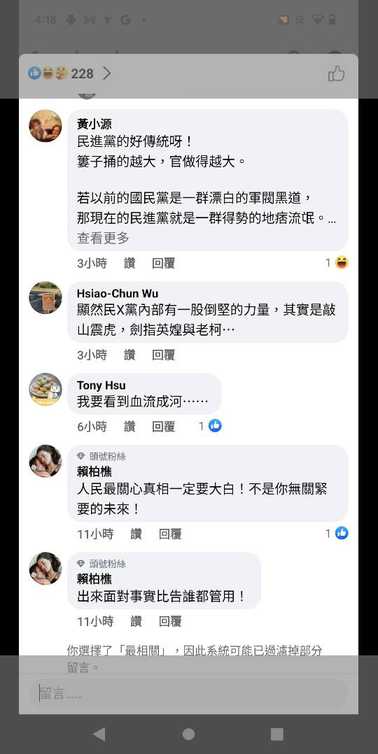 4:18
228
黃小源
民進黨的好傳統呀！
簍子捅的越大，官做得越大。
若以前的國民黨是一群漂白的軍閥黑道，
那現在的民進黨就是一群得勢的地痞流氓。...
查看更多
3小時 讚 回覆 1
Hsiao-Chun Wu
顯然民X黨內部有一股倒堅的力量，其實是敲
山震虎，劍指英媓與老柯⋯
3小時 讚 回覆
Tony Hsu
我要看到血流成河⋯⋯
6小時 讚 回覆 1
頭號粉絲
賴柏樵
人民最關心真相一定要大白！不是你無關緊
要的未來！
11小時 讚 回覆 1
頭號粉絲
賴柏樵
出來面對事實比告誰都管用！
11小時 讚 回覆
你選擇了「最相關」，因此系統可能已過濾掉部分
留言。
留言.....